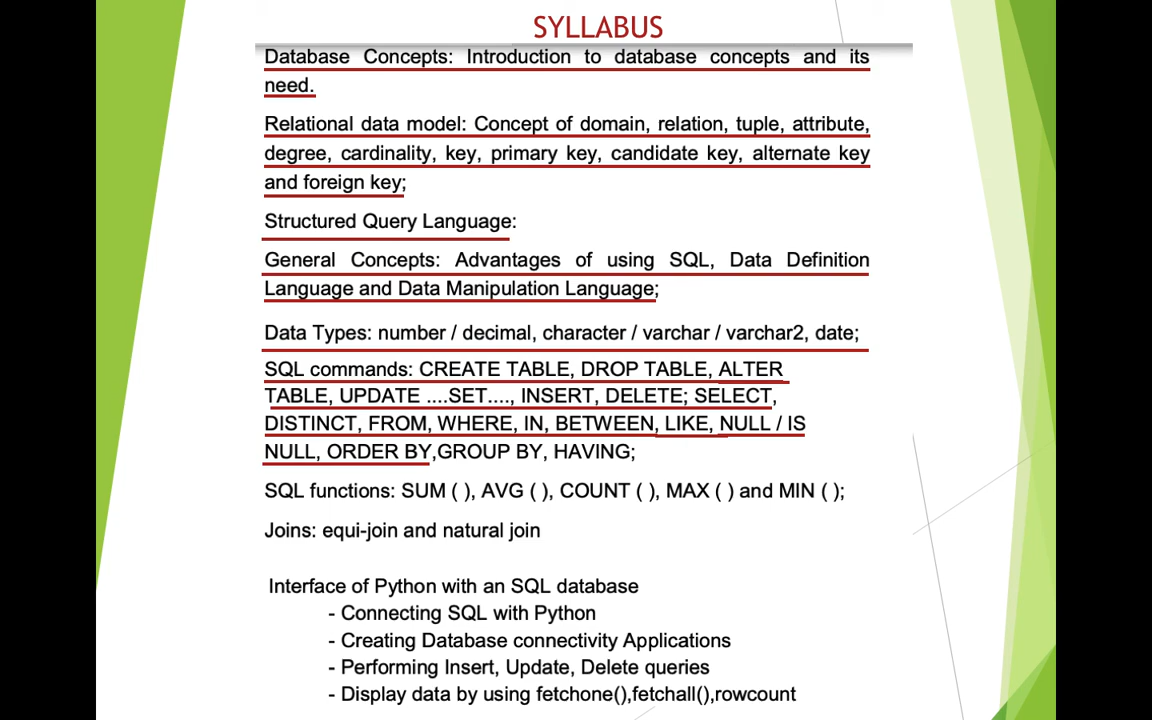 SYLLABUS
Database Concepts: Introduction to database concepts and its
need.
Relational data model: Concept of domain, relation, tuple, attribute,
degree, cardinality, key, primary key, candidate key, alternate key
and foreign key;
Structured Query Language:
General Concepts: Advantages of using SQL, Data Definition
Language and Data Manipulation Language;
Data Types: number / decimal, character / varchar / varchar2, date;
SQL commands: CREATE TABLE, DROP TABLE, ALTER
TABLE, UPDATE ....SET...., INSERT, DELETE; SELECT,
DISTINCT, FROM, WHERE, IN, BETWEEN, LIKE, NULL / IS
NULL, ORDER BY,GROUP BY, HAVING;
SQL functions: SUM ( ), AVG ( ), COUNT ( ), MAX ( ) and MIN ( );
Joins: equi-join and natural join
Interface of Python with an SQL database
- Connecting SQL with Python
- Creating Database connectivity Applications
- Performing Insert, Update, Delete queries
- Display data by using fetchone(),fetchall(),rowcount